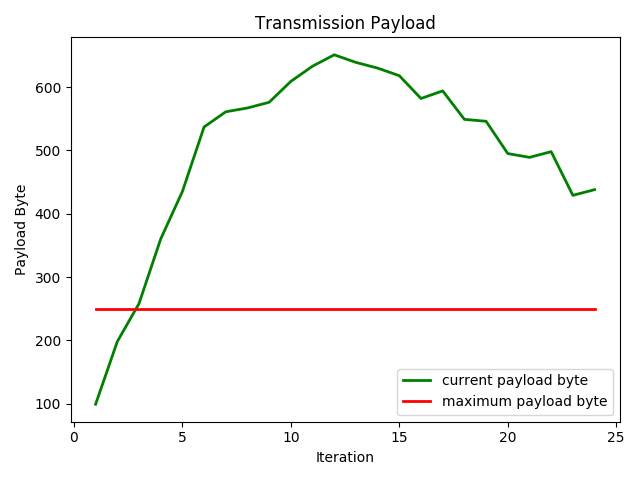 Transmission Payload
Payload Byte
600
500
400
300
200
100
0
5
10
15
20
25
Iteration
current payload byte
maximum payload byte